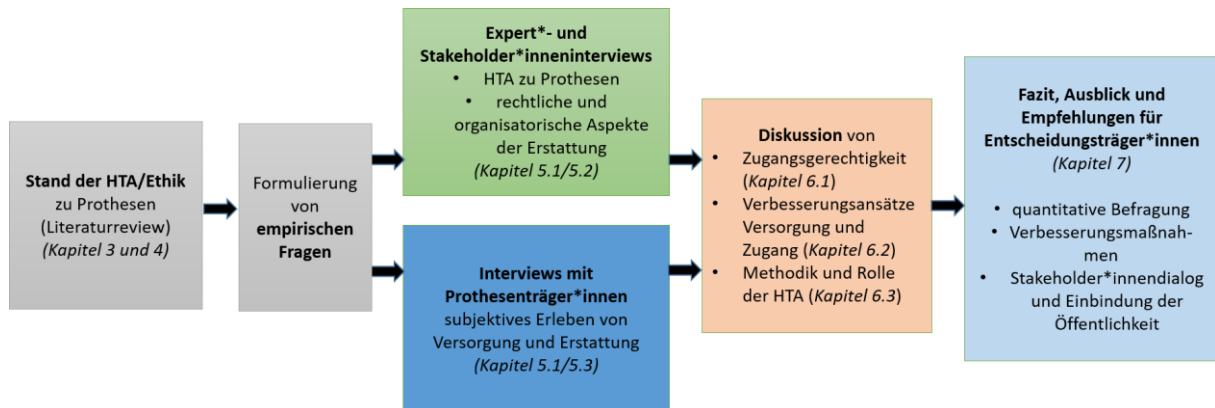 Stand der HTA/Ethik
zu Prothesen
(Literaturreview)
(Kapitel 3 und 4)
Formulierung
von
empirischen
Fragen
Expert*- und
Stakeholder*inneninterviews
• HTA zu Prothesen
• rechtliche und
organisatorische Aspekte
der Erstattung
(Kapitel 5.1/5.2)
Interviews mit
Prothesenträger*innen
subjektives Erleben von
Versorgung und Erstattung
(Kapitel 5.1/5.3)
Diskussion von
• Zugangsgerechtigkeit
(Kapitel 6.1)
• Verbesserungsansätze
Versorgung und
Zugang (Kapitel 6.2)
• Methodik und Rolle
der HTA (Kapitel 6.3)
Fazit, Ausblick und
Empfehlungen für
Entscheidungsträger*innen
(Kapitel 7)
• quantitative Befragung
• Verbesserungsmaßnah-
men
• Stakeholder*innendialog
und Einbindung der
Öffentlichkeit